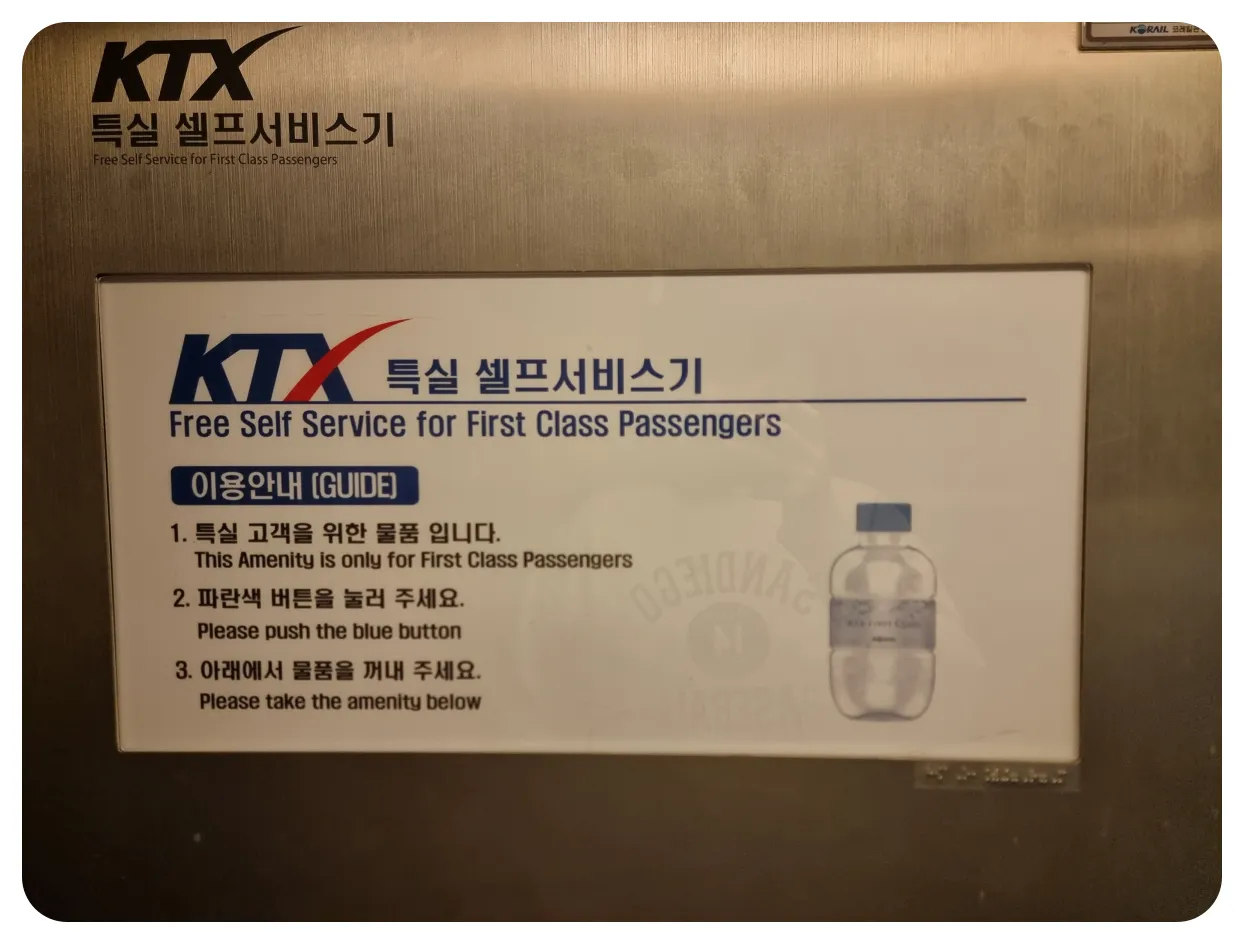 KORAIL
KTX
특실 셀프서비스기
Free Self Service for First Class Passengers
KTX 특실 셀프서비스기
Free Self Service for First Class Passengers
이용안내 (GUIDE)
1. 특실 고객을 위한 물품 입니다.
This Amenity is only for First Class Passengers
2. 파란색 버튼을 눌러 주세요.
Please push the blue button
3. 아래에서 물품을 꺼내 주세요.
Please take the amenity below
SANDIEGO